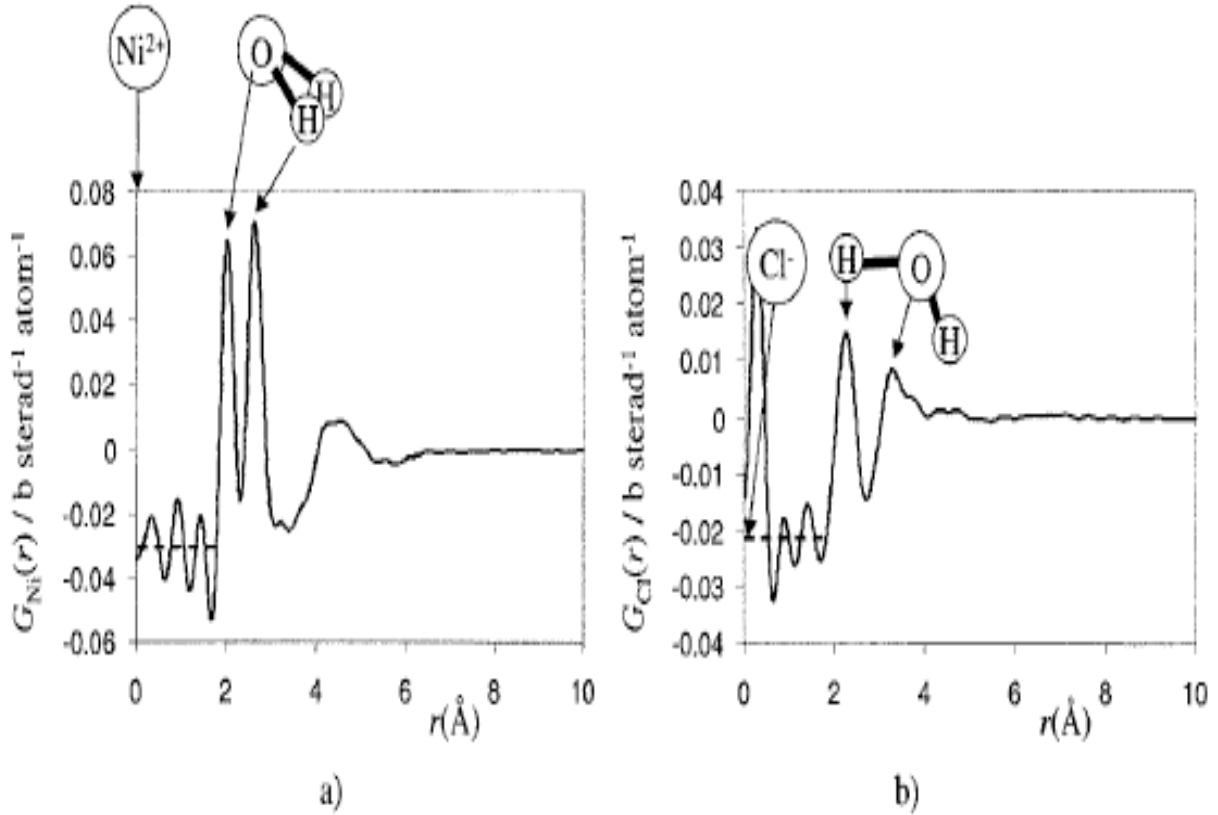 Ni²⁺
O
H
H
0.08
0.06
0.04
0.02
0
-0.02
-0.04
-0.06
G_Ni(r) / b sterad⁻¹ atom⁻¹
0 2 4 6 8 10
r(Å)
a)
Cl⁻
H
O
H
0.04
0.03
0.02
0.01
0
-0.01
-0.02
-0.03
-0.04
G_Cl(r) / b sterad⁻¹ atom⁻¹
0 2 4 6 8 10
r(Å)
b)